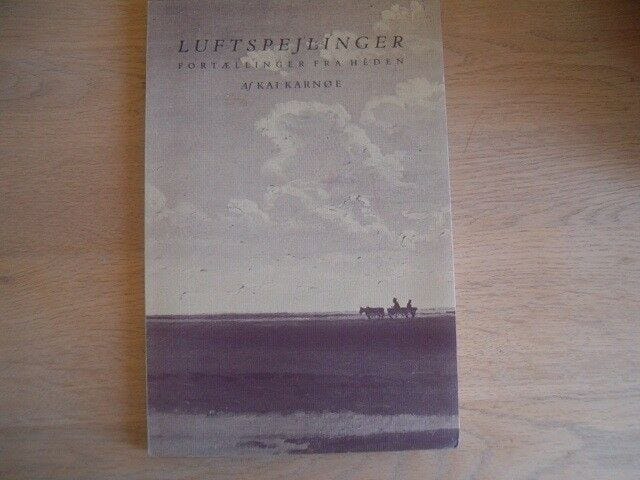 LUFTSPEJLINGER
FORTÆLLINGER FRA HEDEN
Af KAI KARNØE